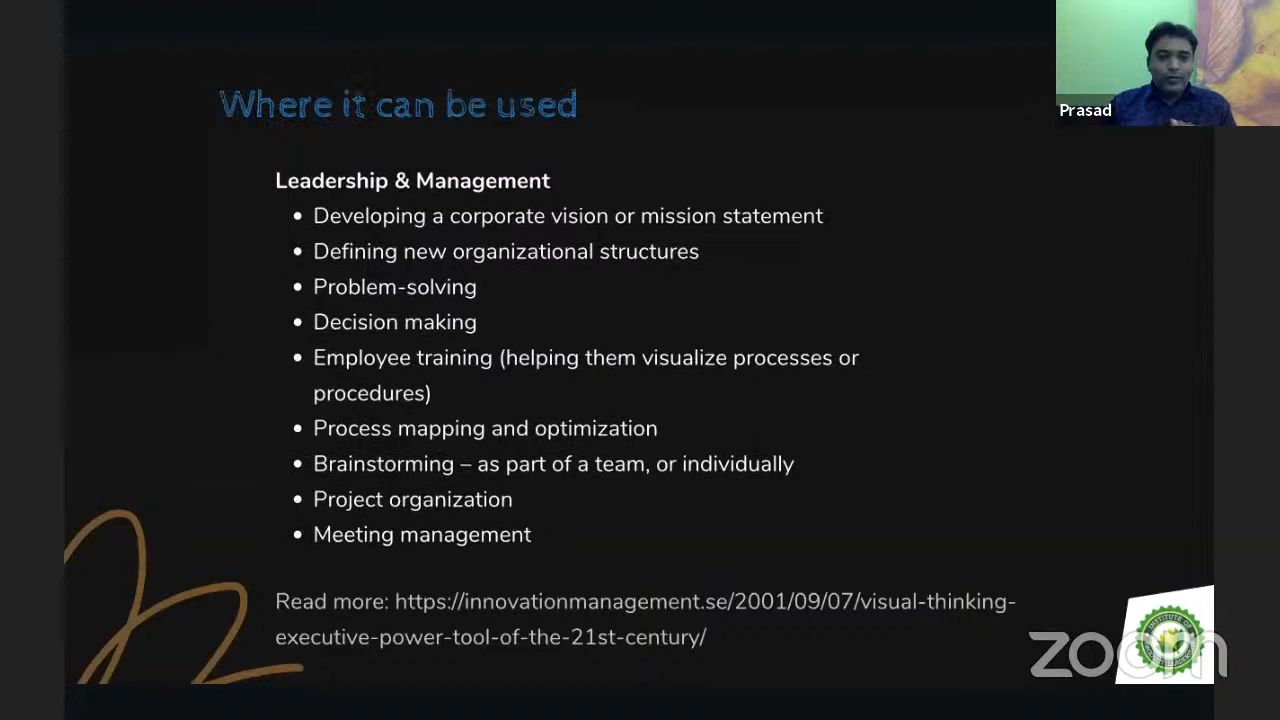 Where it can be used
Prasad
Leadership & Management
• Developing a corporate vision or mission statement
• Defining new organizational structures
• Problem-solving
• Decision making
• Employee training (helping them visualize processes or
procedures)
• Process mapping and optimization
• Brainstorming – as part of a team, or individually
• Project organization
• Meeting management
Read more: https://innovationmanagement.se/2001/09/07/visual-thinking-
executive-power-tool-of-the-21st-century/
INSTITUTE OF
zoom